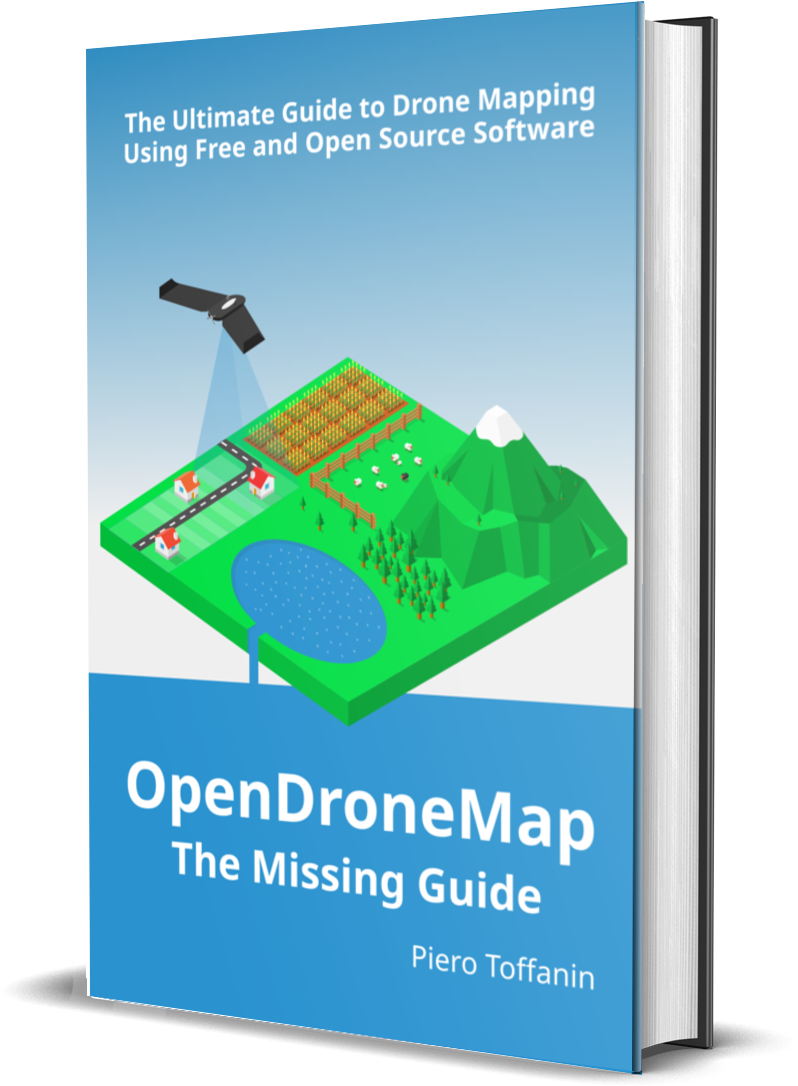 The Ultimate Guide to Drone Mapping
Using Free and Open Source Software
OpenDroneMap
The Missing Guide
Piero Toffanin